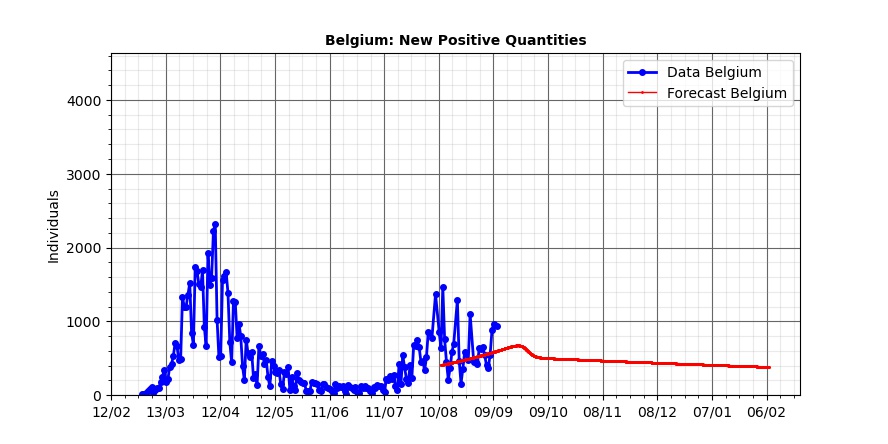 Belgium: New Positive Quantities
Data Belgium
Forecast Belgium
Individuals
4000
3000
2000
1000
0
12/02 13/03 12/04 12/05 11/06 11/07 10/08 09/09 09/10 08/11 08/12 07/01 06/02